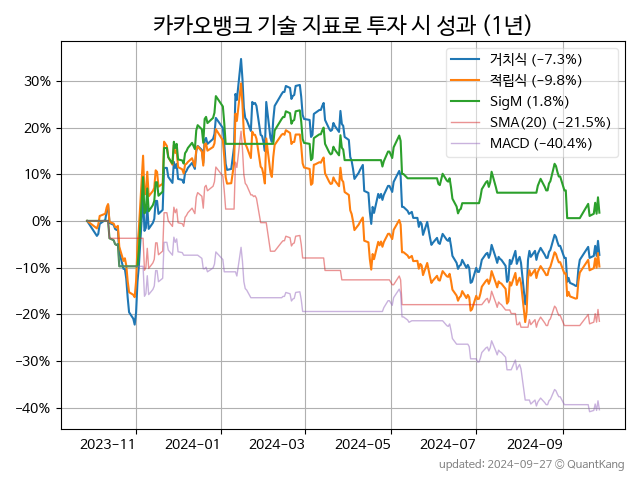 카카오뱅크 기술 지표로 투자 시 성과 (1년)
거치식 (−7.3%)
적립식 (−9.8%)
SigM (1.8%)
SMA(20) (−21.5%)
MACD (−40.4%)
30%
20%
10%
0%
−10%
−20%
−30%
−40%
2023-11 2024-01 2024-03 2024-05 2024-07 2024-09
updated: 2024-09-27 © QuantKang